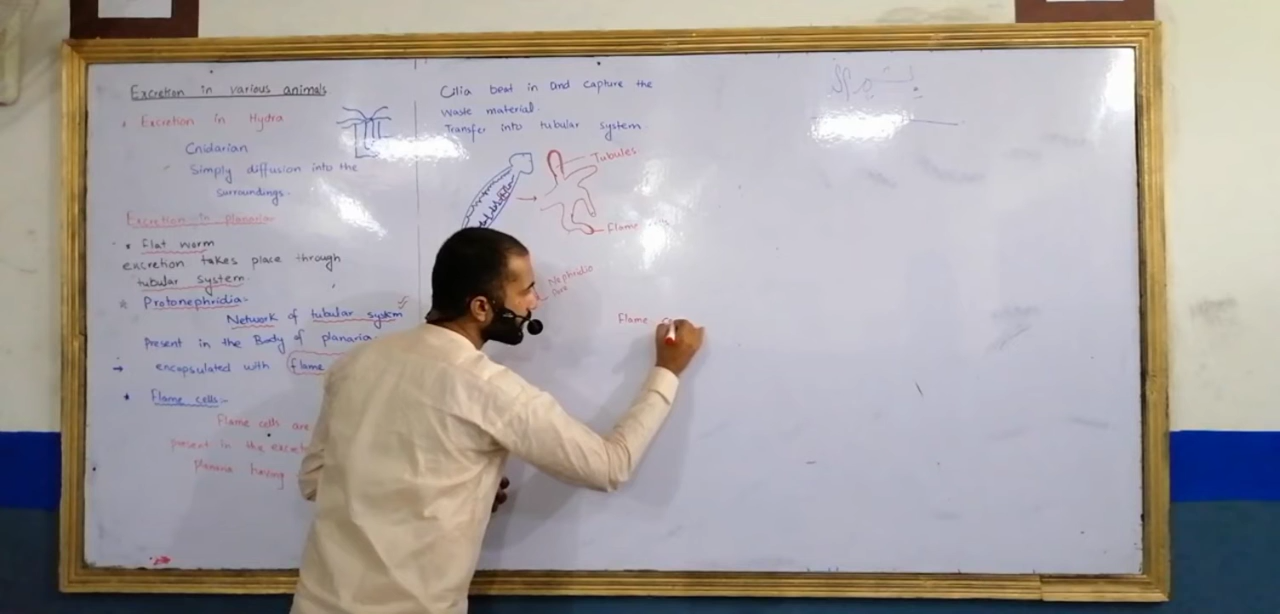 Excretion in various animals
Excretion in Hydra
Cnidarian
Simply diffusion into the
surroundings.
Excretion in planaria:-
* flat worm
excretion takes place through
tubular system
* Protonephridia:-
Network of tubular system
Present in the Body of planaria
→ encapsulated with flame
* Flame cells:-
Flame cells are
present in the excret
planaria having
Cilia beat in and capture the
waste material.
Transfer into tubular system
Tubules
Flame
Nephridio
Pore
Flame